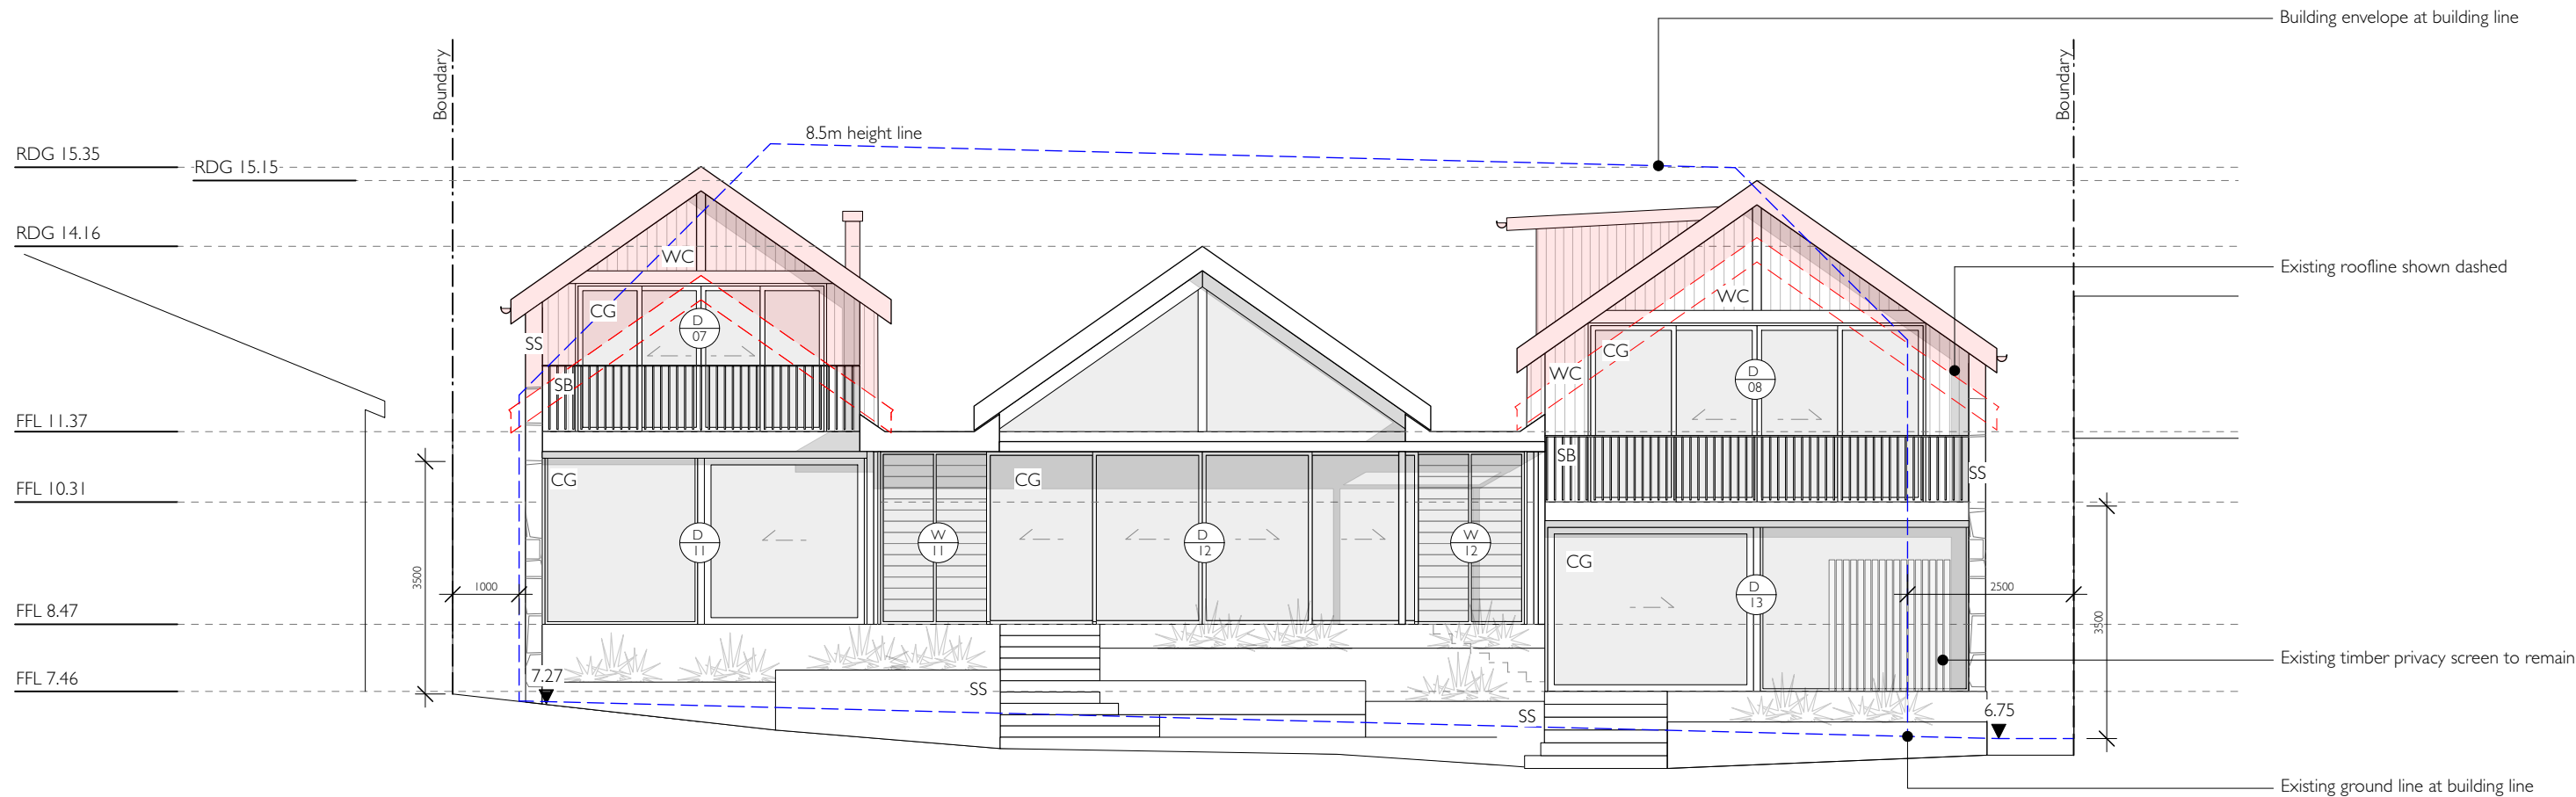 Building envelope at building line
Boundary
Boundary
8.5m height line
RDG 15.35
RDG 15.15
RDG 14.16
WC
Existing roofline shown dashed
WC
CG
D
07
SS
CG
WC
D
08
SB
FFL 11.37
SB
SS
CG
CG
FFL 10.31
D
11
W
11
D
12
W
12
CG
3500
1000
D
13
2500
3500
FFL 8.47
Existing timber privacy screen to remain
7.27
FFL 7.46
SS
SS
6.75
Existing ground line at building line